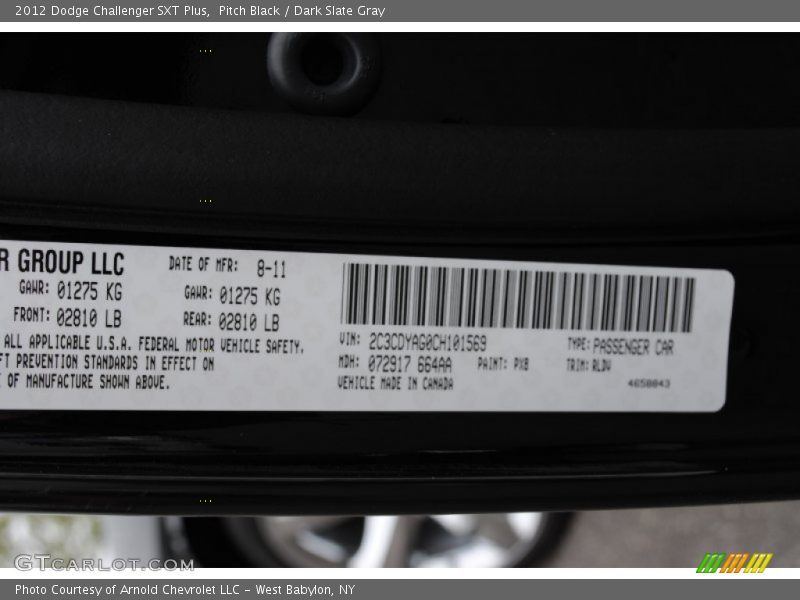 2012 Dodge Challenger SXT Plus, Pitch Black / Dark Slate Gray
R GROUP LLC
DATE OF MFR: 8-11
GAWR: 01275 KG
GAWR: 01275 KG
FRONT: 02810 LB
REAR: 02810 LB
ALL APPLICABLE U.S.A. FEDERAL MOTOR VEHICLE SAFETY,
FT PREVENTION STANDARDS IN EFFECT ON
OF MANUFACTURE SHOWN ABOVE.
VIN: 2C3CDYAG0CH101569
TYPE: PASSENGER CAR
MDH: 072917 664AA
PAINT: PX8
TRIM: RLDV
VEHICLE MADE IN CANADA
4658043
GTCARLOT.COM
Photo Courtesy of Arnold Chevrolet LLC - West Babylon, NY